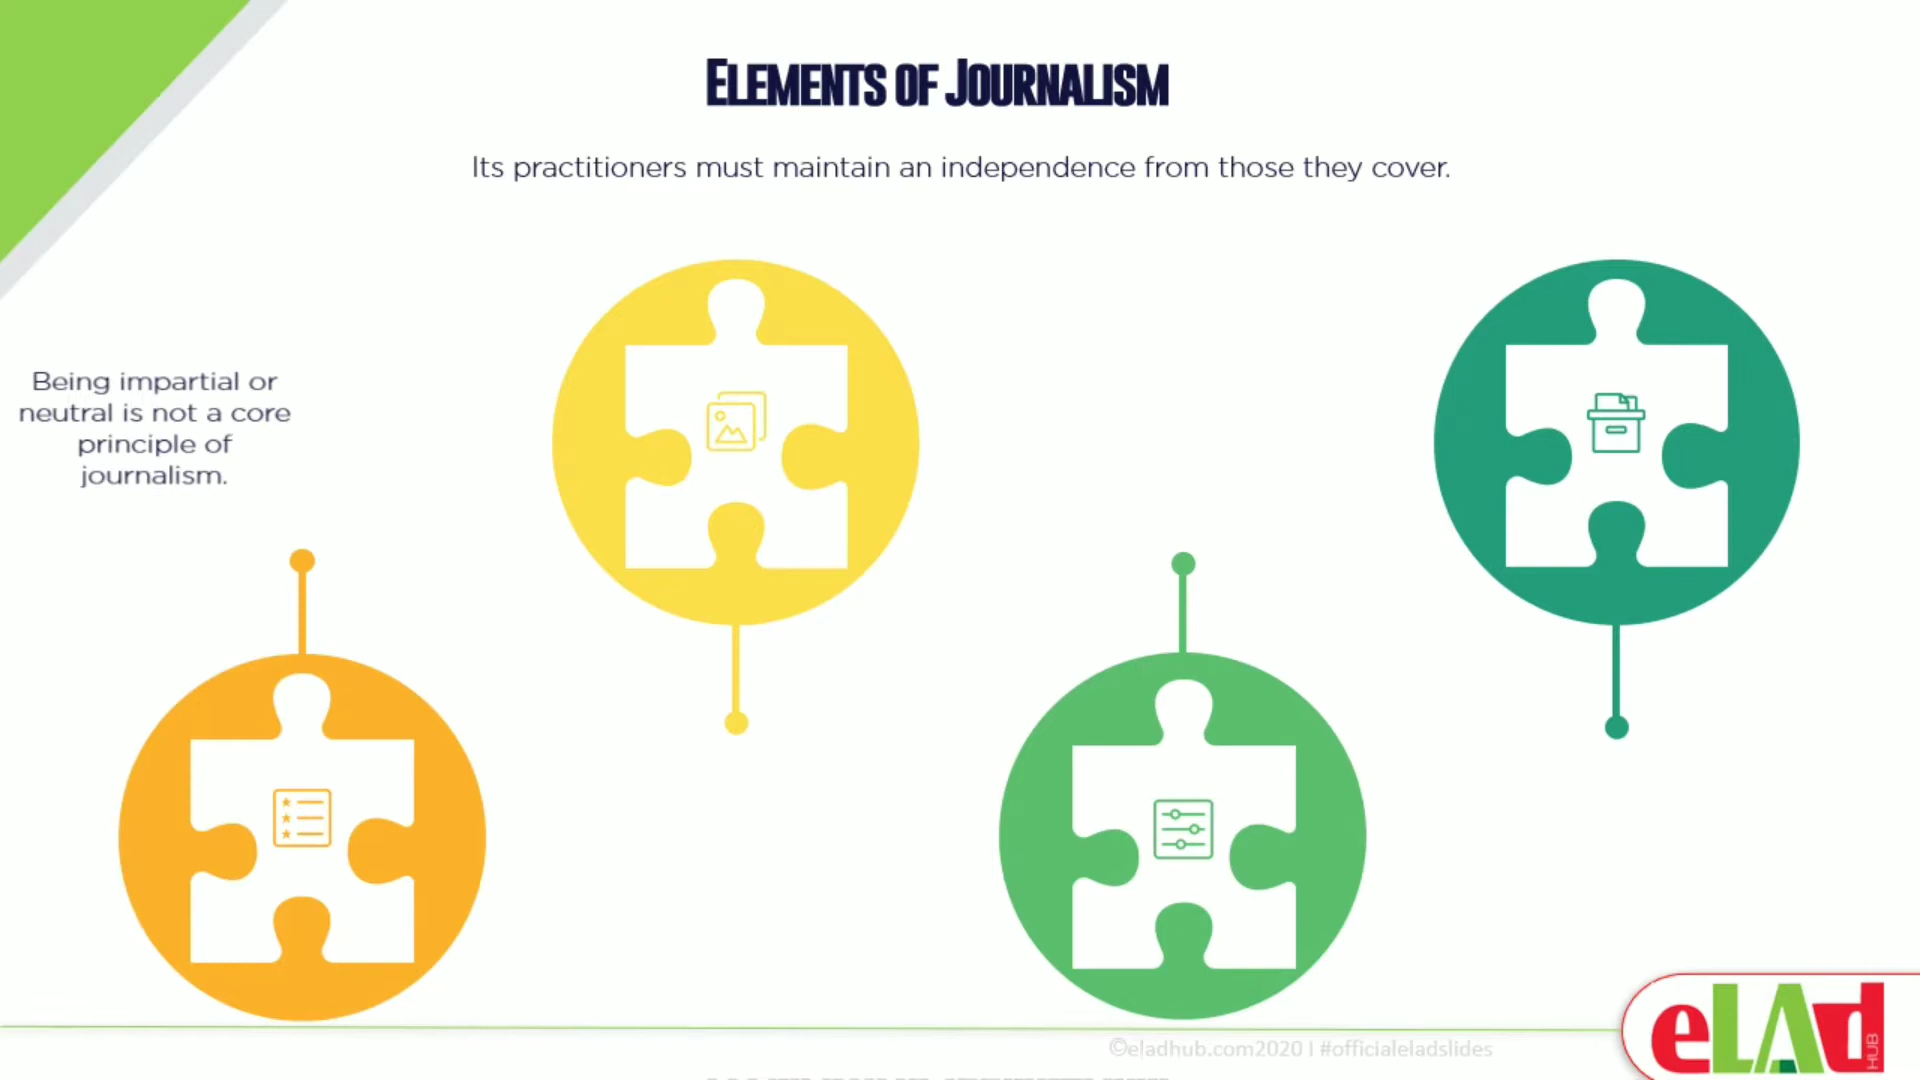 ELEMENTS OF JOURNALISM
Its practitioners must maintain an independence from those they cover.
Being impartial or
neutral is not a core
principle of
journalism.
©eladhub.com2020 | #officialeladslides
eLAd
HUB